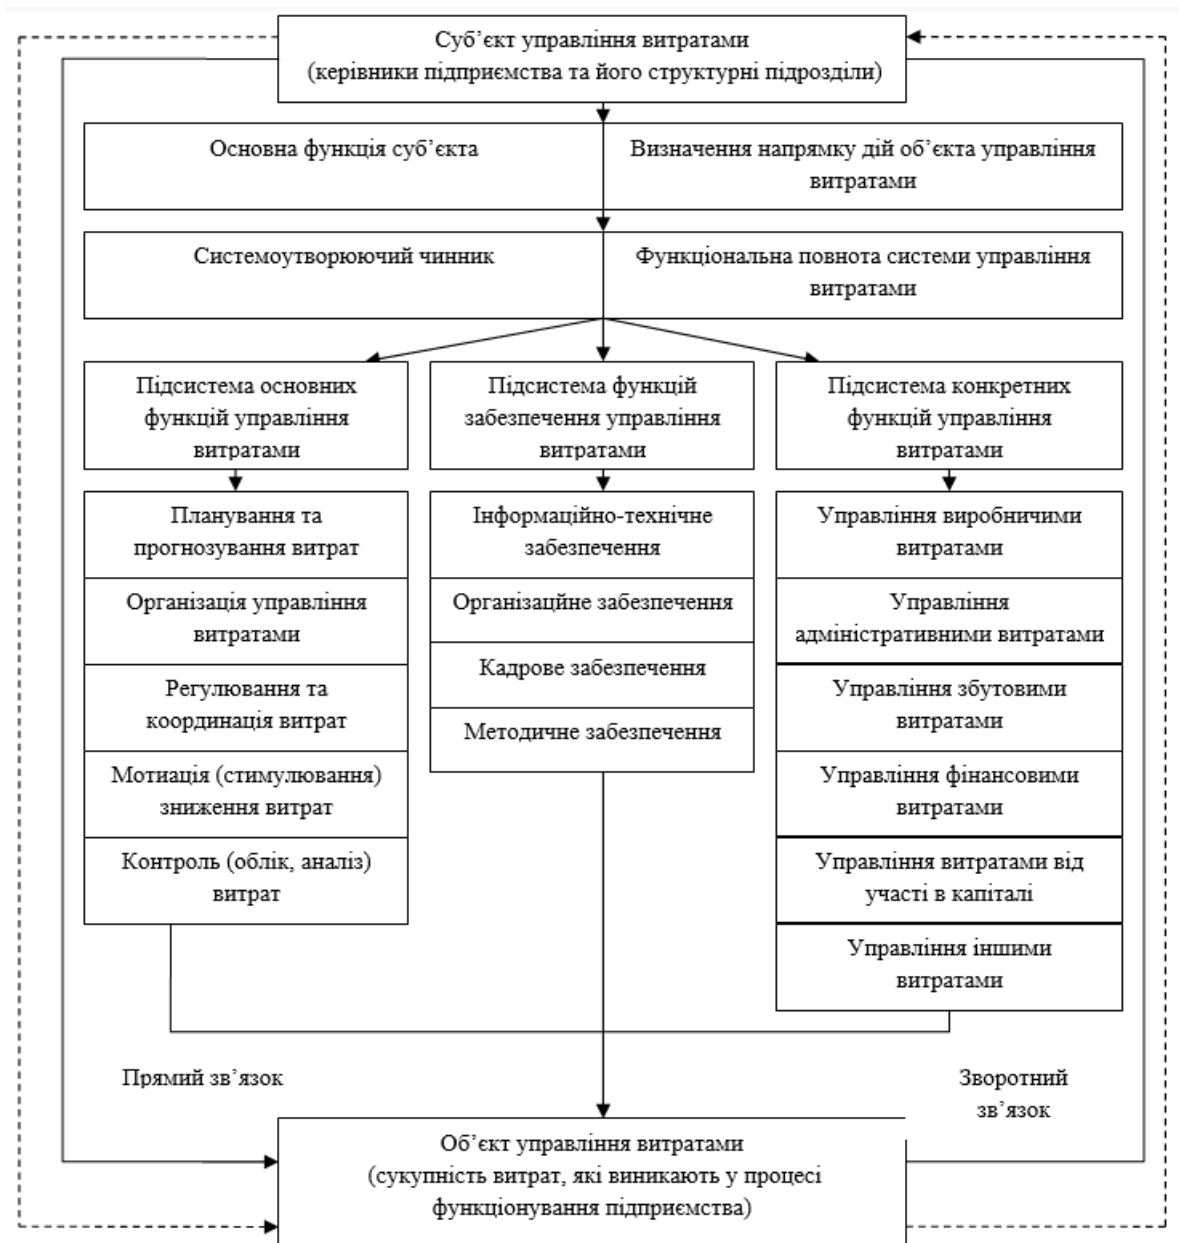 Суб’єкт управління витратами
(керівники підприємства та його структурні підрозділи)
Основна функція суб’єкта
Визначення напрямку дій об’єкта управління
витратами
Системоутворюючий чинник
Функціональна повнота системи управління
витратами
Підсистема основних
функцій управління
витратами
Підсистема функцій
забезпечення управління
витратами
Підсистема конкретних
функцій управління
витратами
Планування та
прогнозування витрат
Організація управління
витратами
Регулювання та
координація витрат
Мотиація (стимулювання)
зниження витрат
Контроль (облік, аналіз)
витрат
Інформаційно-технічне
забезпечення
Організаційне забезпечення
Кадрове забезпечення
Методичне забезпечення
Управління виробничими
витратами
Управління
адміністративними витратами
Управління збутовими
витратами
Управління фінансовими
витратами
Управління витратами від
участі в капіталі
Управління іншими
витратами
Прямий зв’язок
Зворотний
зв’язок
Об’єкт управління витратами
(сукупність витрат, які виникають у процесі
функціонування підприємства)